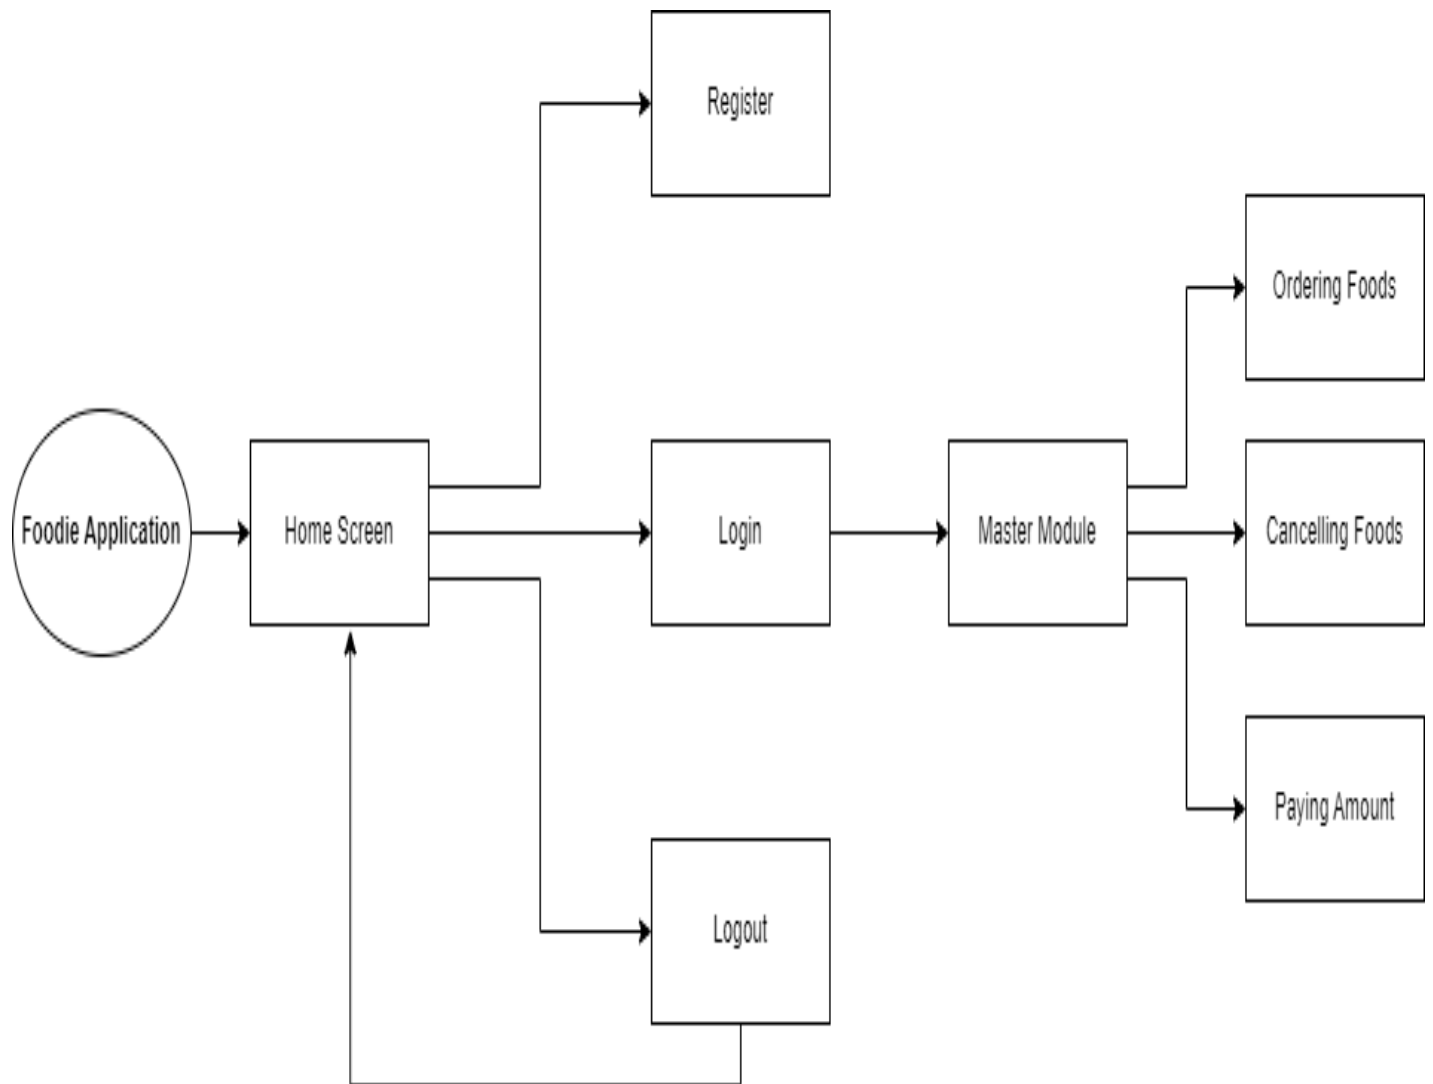 Register
Ordering Foods
Foodie Application
Home Screen
Login
Master Module
Cancelling Foods
Paying Amount
Logout